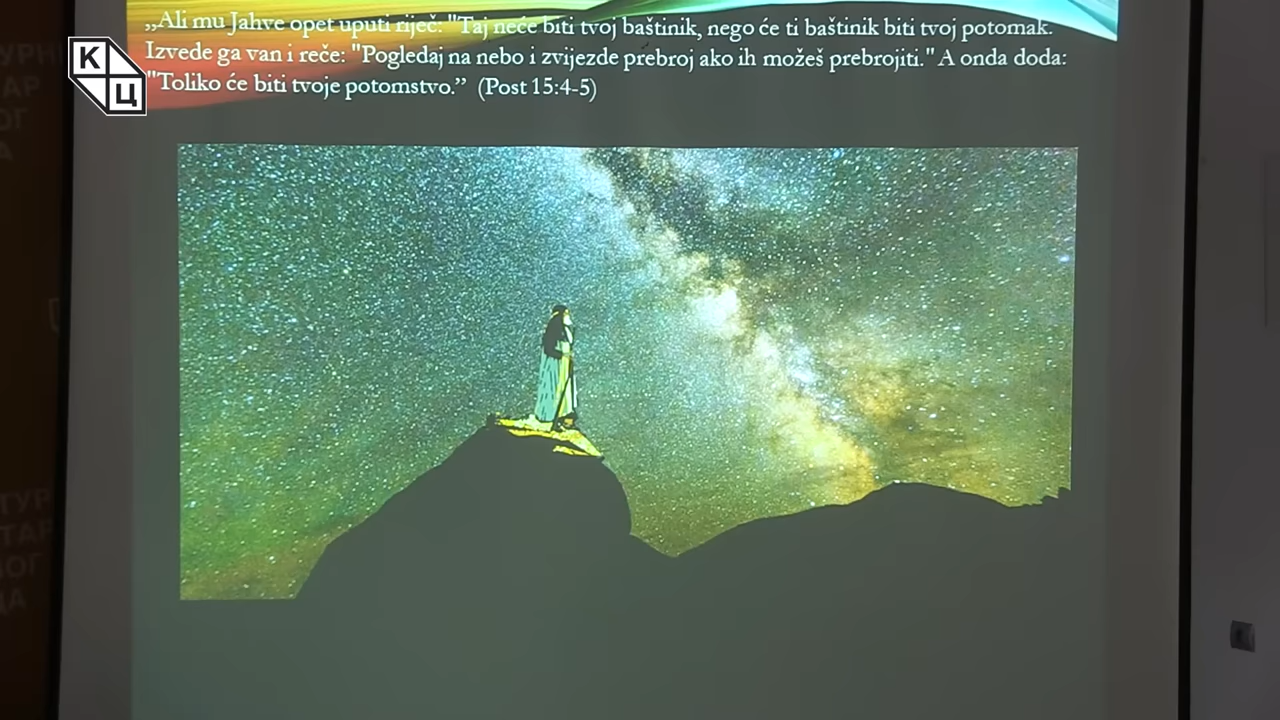 „Ali mu Jahve opet uputi riječ: "Taj neće biti tvoj baštinik, nego će ti baštinik biti tvoj potomak.
Izvede ga van i reče: "Pogledaj na nebo i zvijezde prebroj ako ih možeš prebrojiti." A onda doda:
"Toliko će biti tvoje potomstvo.” (Post 15:4-5)
К
Ц